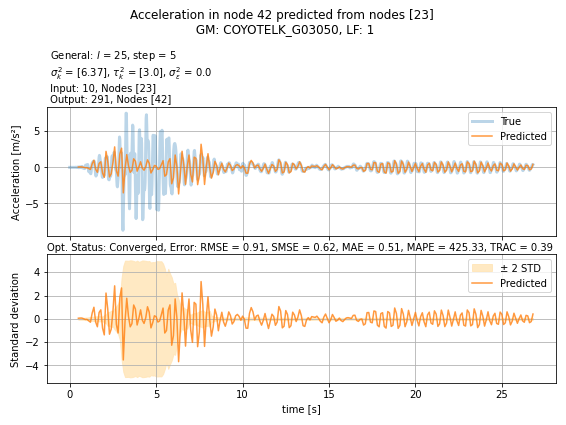 Acceleration in node 42 predicted from nodes [23]
GM: COYOTELK_G03050, LF: 1
General: l = 25, step = 5
σ²ₖ = [6.37], τ²ₖ = [3.0], σ²ε = 0.0
Input: 10, Nodes [23]
Output: 291, Nodes [42]
True
Predicted
Acceleration [m/s²]
5
0
−5
Opt. Status: Converged, Error: RMSE = 0.91, SMSE = 0.62, MAE = 0.51, MAPE = 425.33, TRAC = 0.39
± 2 STD
Predicted
Standard deviation
4
2
0
−2
−4
0 5 10 15 20 25
time [s]